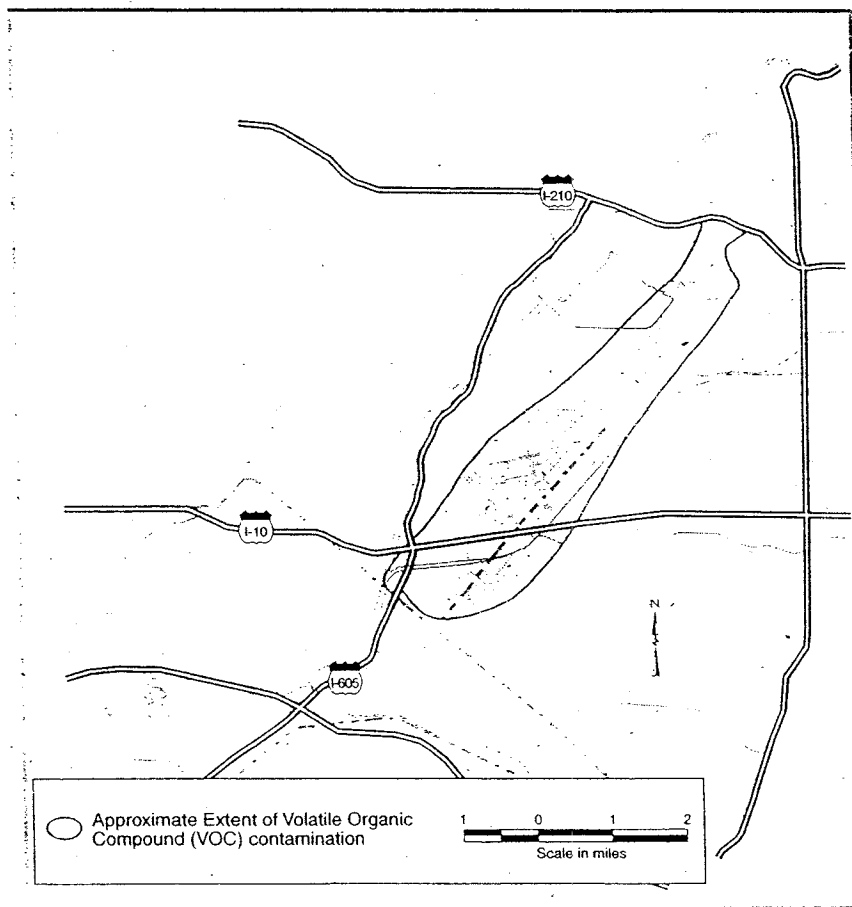 I-210
I-10
N
I-605
Approximate Extent of Volatile Organic
Compound (VOC) contamination
1 0 1 2
Scale in miles